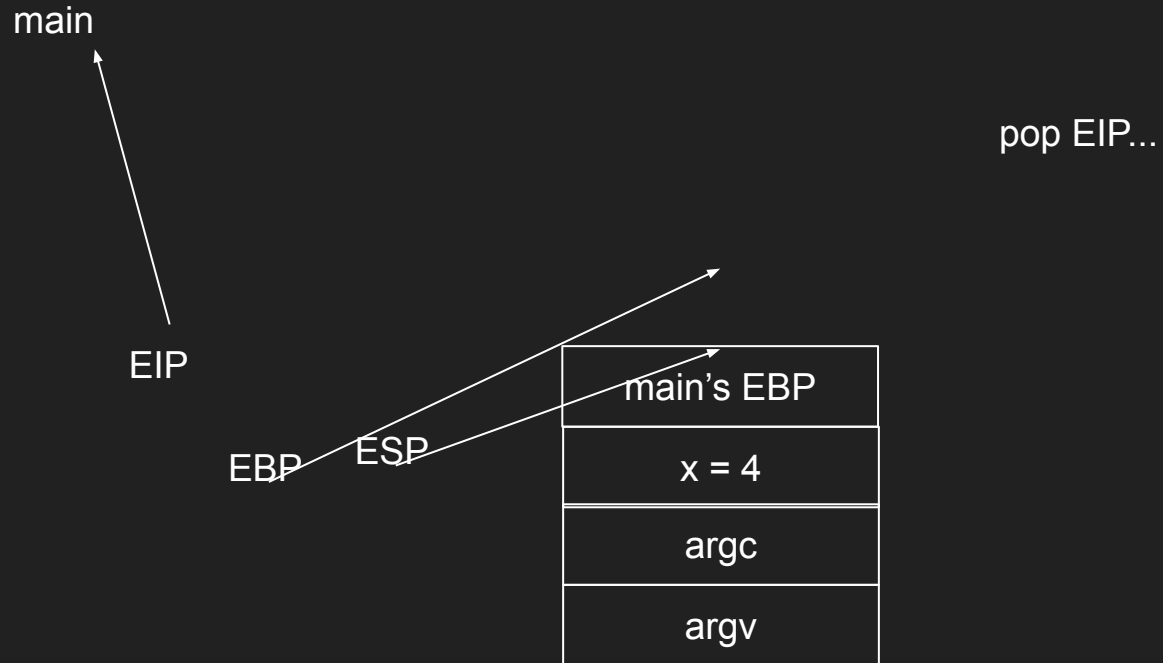 main
pop EIP...
EIP
main's EBP
EBP
ESP
x = 4
argc
argv